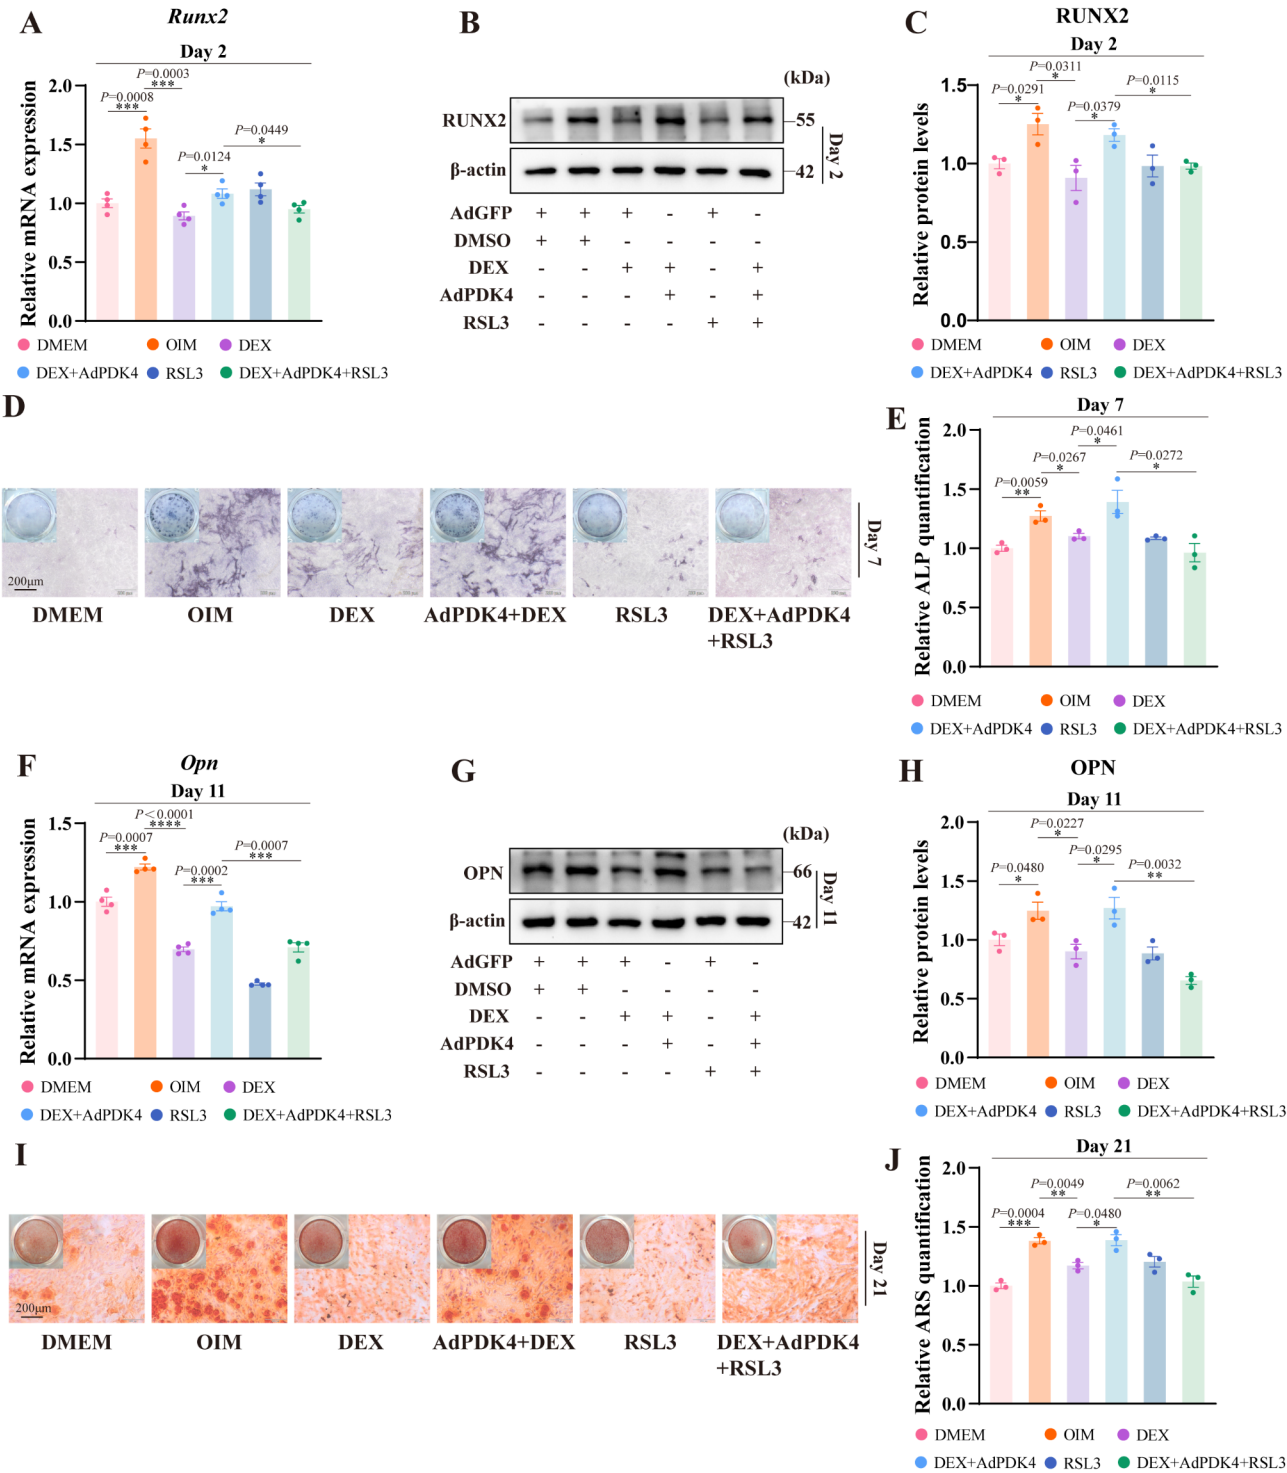 A
Runx2
Day 2
Relative mRNA expression
2.0
1.5
1.0
0.5
0.0
P=0.0008
***
P=0.0003
***
P=0.0124
*
P=0.0449
*
DMEM OIM DEX
DEX+AdPDK4 RSL3 DEX+AdPDK4+RSL3
B
(kDa)
RUNX2 55
β-actin 42
Day 2
AdGFP + + + - + -
DMSO + + - - - -
DEX - - + + - +
AdPDK4 - - - + - +
RSL3 - - - - + +
C
RUNX2
Day 2
Relative protein levels
1.5
1.0
0.5
0.0
P=0.0291
*
P=0.0311
*
P=0.0379
*
P=0.0115
*
DMEM OIM DEX
DEX+AdPDK4 RSL3 DEX+AdPDK4+RSL3
D
200μm
Day 7
DMEM OIM DEX AdPDK4+DEX RSL3 DEX+AdPDK4
+RSL3
E
Day 7
Relative ALP quantification
2.0
1.5
1.0
0.5
0.0
P=0.0059
**
P=0.0267
*
P=0.0461
*
P=0.0272
*
DMEM OIM DEX
DEX+AdPDK4 RSL3 DEX+AdPDK4+RSL3
F
Opn
Day 11
Relative mRNA expression
1.5
1.0
0.5
0.0
P=0.0007
***
P<0.0001
****
P=0.0002
***
P=0.0007
***
DMEM OIM DEX
DEX+AdPDK4 RSL3 DEX+AdPDK4+RSL3
G
(kDa)
OPN 66
β-actin 42
Day 11
AdGFP + + + - + -
DMSO + + - - - -
DEX - - + + - +
AdPDK4 - - - + - +
RSL3 - - - - + +
H
OPN
Day 11
Relative protein levels
2.0
1.5
1.0
0.5
0.0
P=0.0480
*
P=0.0227
*
P=0.0295
*
P=0.0032
**
DMEM OIM DEX
DEX+AdPDK4 RSL3 DEX+AdPDK4+RSL3
I
200μm
Day 21
DMEM OIM DEX AdPDK4+DEX RSL3 DEX+AdPDK4
+RSL3
J
Day 21
Relative ARS quantification
2.0
1.5
1.0
0.5
0.0
P=0.0004
***
P=0.0049
**
P=0.0480
*
P=0.0062
**
DMEM OIM DEX
DEX+AdPDK4 RSL3 DEX+AdPDK4+RSL3